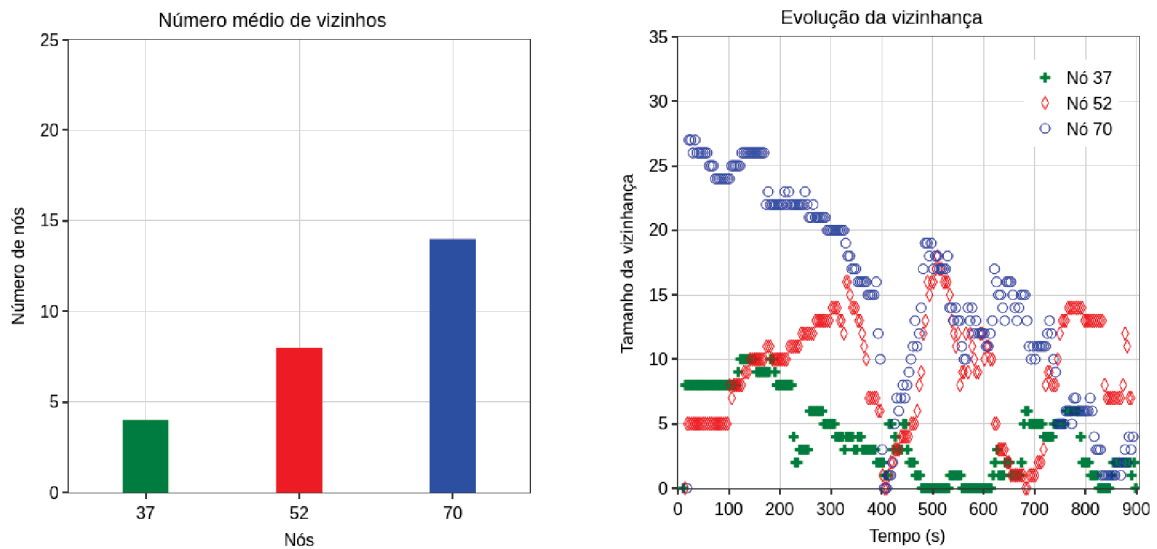 Número médio de vizinhos
25
20
15
10
5
0
Número de nós
37 52 70
Nós
Evolução da vizinhança
35
30
25
20
15
10
5
0
Tamanho da vizinhança
Nó 37
Nó 52
Nó 70
0 100 200 300 400 500 600 700 800 900
Tempo (s)